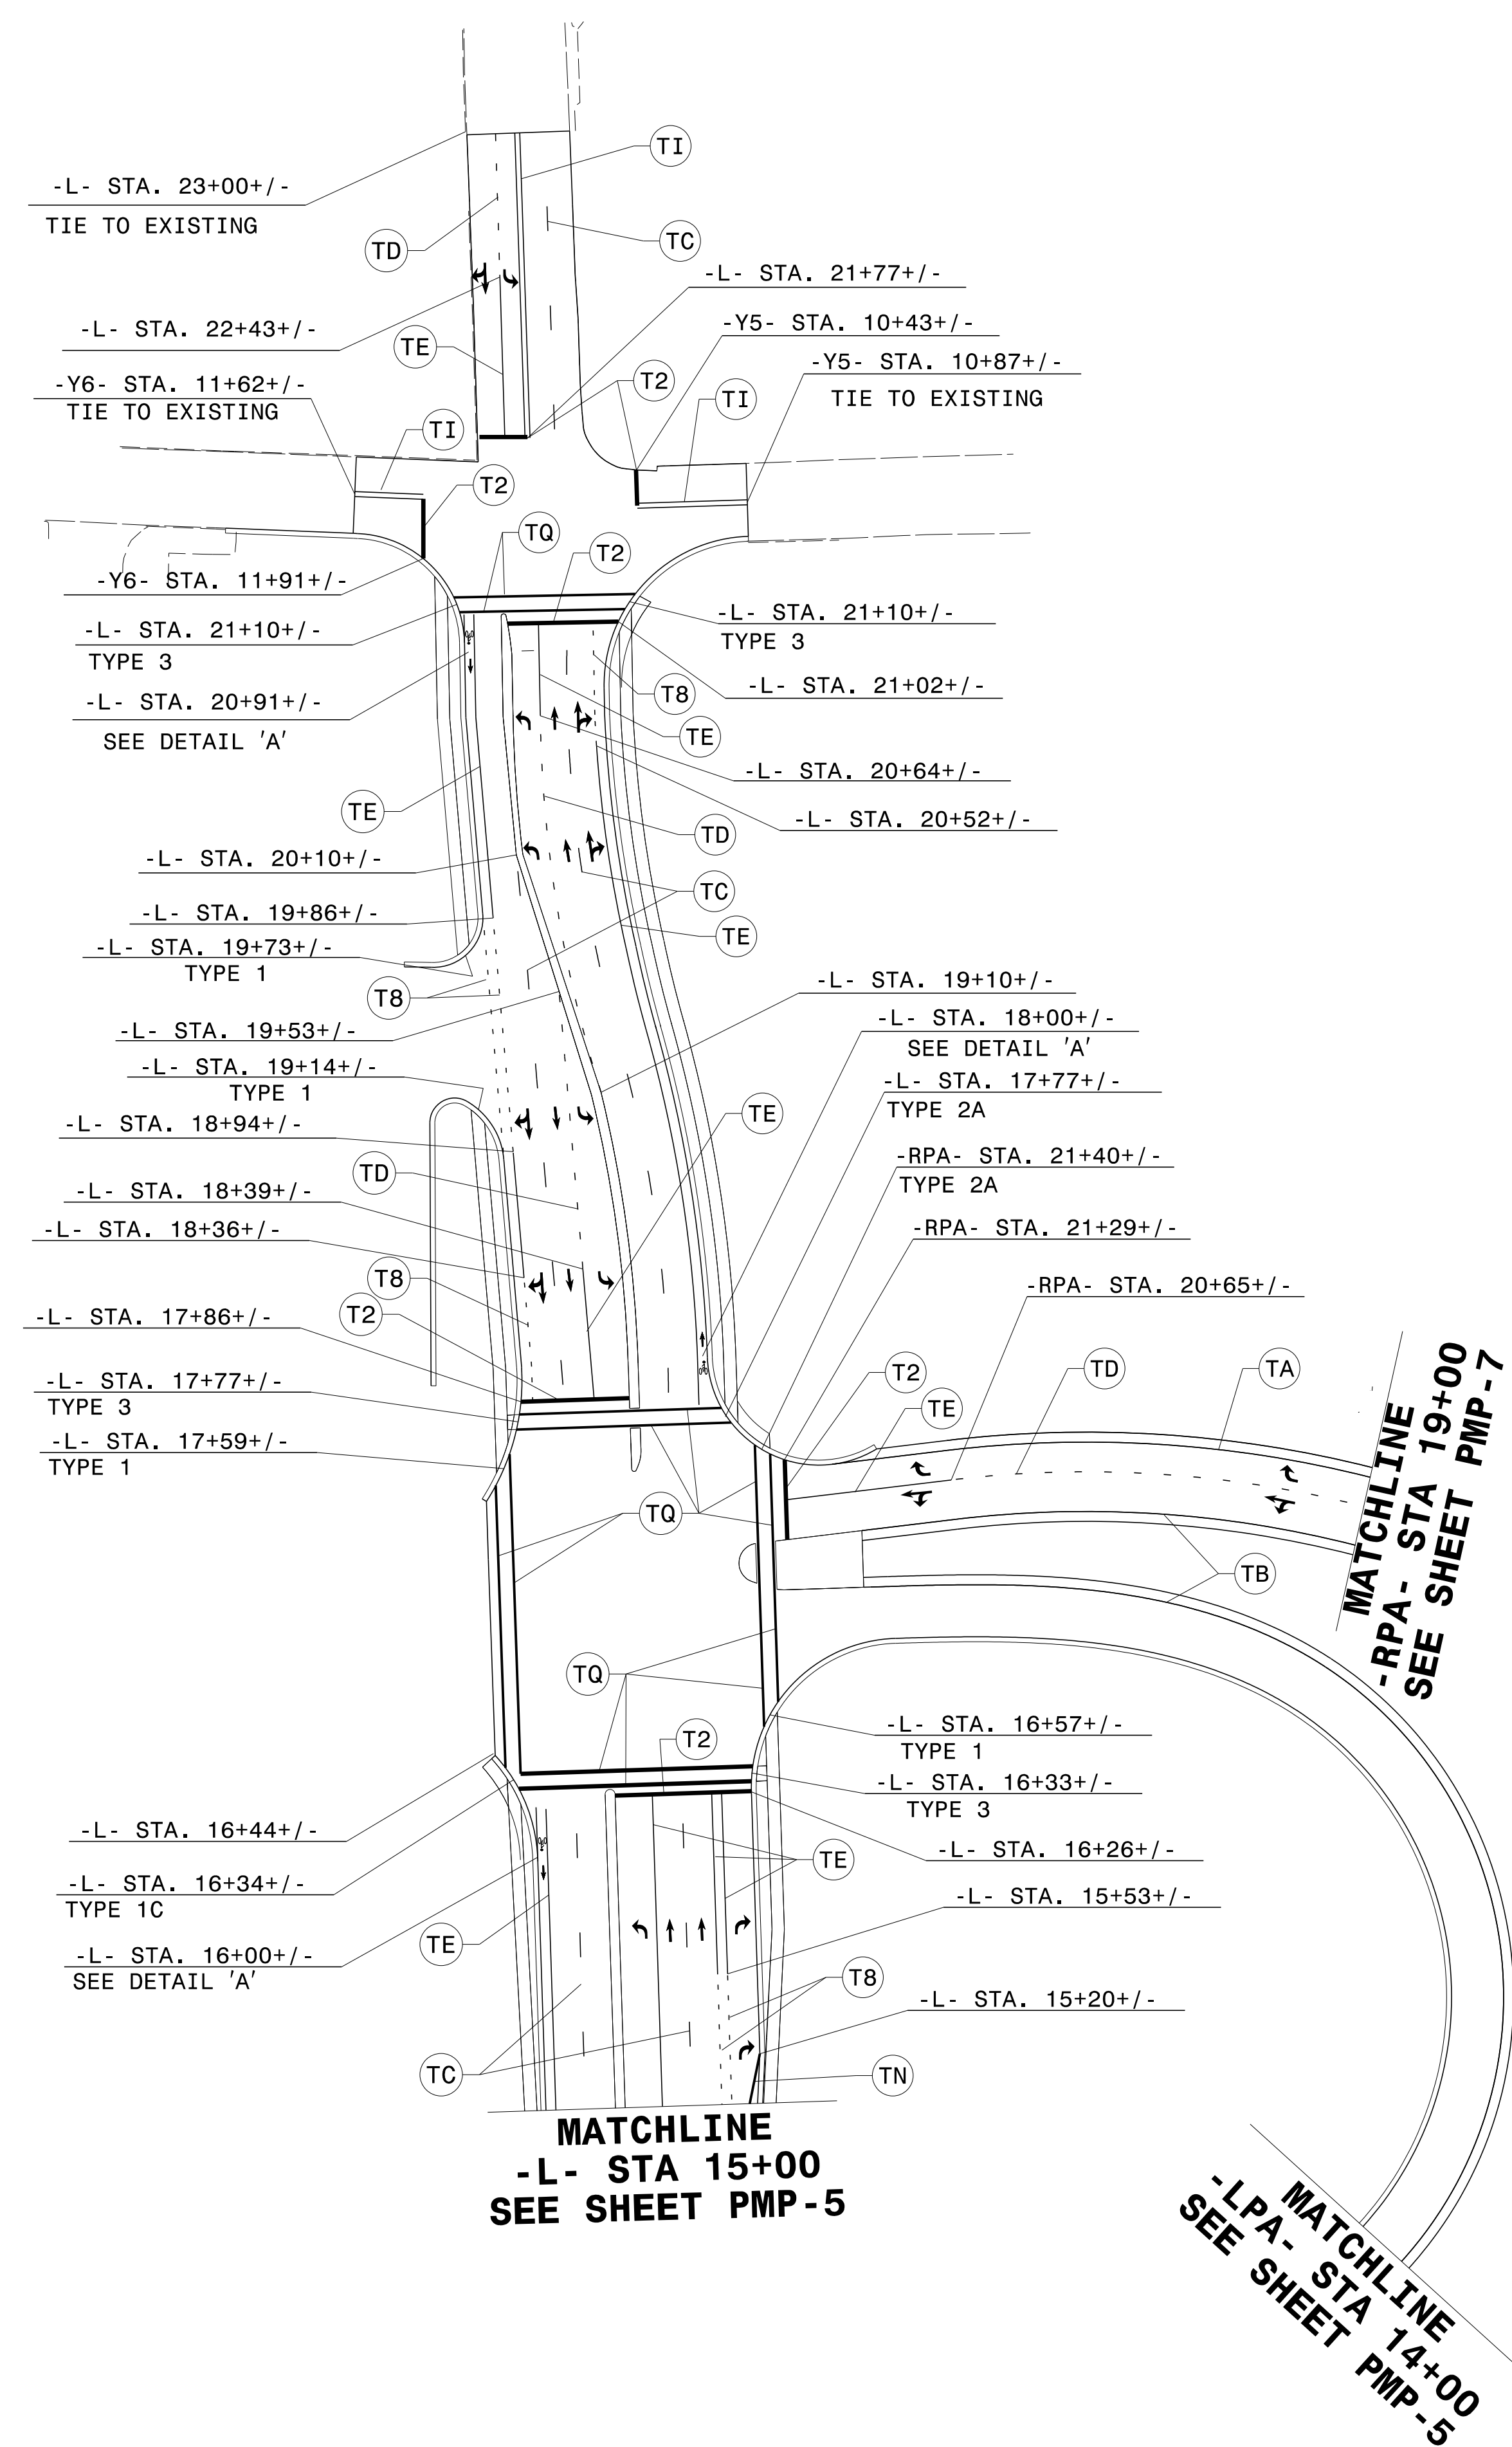 TI
-L- STA. 23+00+/-
TIE TO EXISTING
TD
TC
-L- STA. 21+77+/-
-L- STA. 22+43+/-
-Y5- STA. 10+43+/-
TE
-Y5- STA. 10+87+/-
TIE TO EXISTING
-Y6- STA. 11+62+/-
TIE TO EXISTING
T2
TI
TI
T2
TQ
T2
-Y6- STA. 11+91+/-
-L- STA. 21+10+/-
TYPE 3
-L- STA. 21+10+/-
TYPE 3
T8
-L- STA. 21+02+/-
-L- STA. 20+91+/-
SEE DETAIL 'A'
TE
-L- STA. 20+64+/-
TE
-L- STA. 20+52+/-
TD
-L- STA. 20+10+/-
TC
-L- STA. 19+86+/-
TE
-L- STA. 19+73+/-
TYPE 1
-L- STA. 19+10+/-
T8
-L- STA. 18+00+/-
SEE DETAIL 'A'
-L- STA. 19+53+/-
-L- STA. 19+14+/-
TYPE 1
-L- STA. 17+77+/-
TYPE 2A
TE
-L- STA. 18+94+/-
-RPA- STA. 21+40+/-
TYPE 2A
TD
-L- STA. 18+39+/-
-L- STA. 18+36+/-
-RPA- STA. 21+29+/-
T8
-RPA- STA. 20+65+/-
T2
-L- STA. 17+86+/-
T2
TD
TA
-L- STA. 17+77+/-
TYPE 3
TE
-L- STA. 17+59+/-
TYPE 1
MATCHLINE
-RPA- STA 19+00
SEE SHEET PMP-7
TQ
TB
TQ
-L- STA. 16+57+/-
TYPE 1
T2
-L- STA. 16+33+/-
TYPE 3
-L- STA. 16+44+/-
-L- STA. 16+26+/-
TE
-L- STA. 16+34+/-
TYPE 1C
-L- STA. 15+53+/-
TE
-L- STA. 16+00+/-
SEE DETAIL 'A'
T8
-L- STA. 15+20+/-
TC
TN
MATCHLINE
-L- STA 15+00
SEE SHEET PMP-5
MATCHLINE
-LPA- STA 14+00
SEE SHEET PMP-5